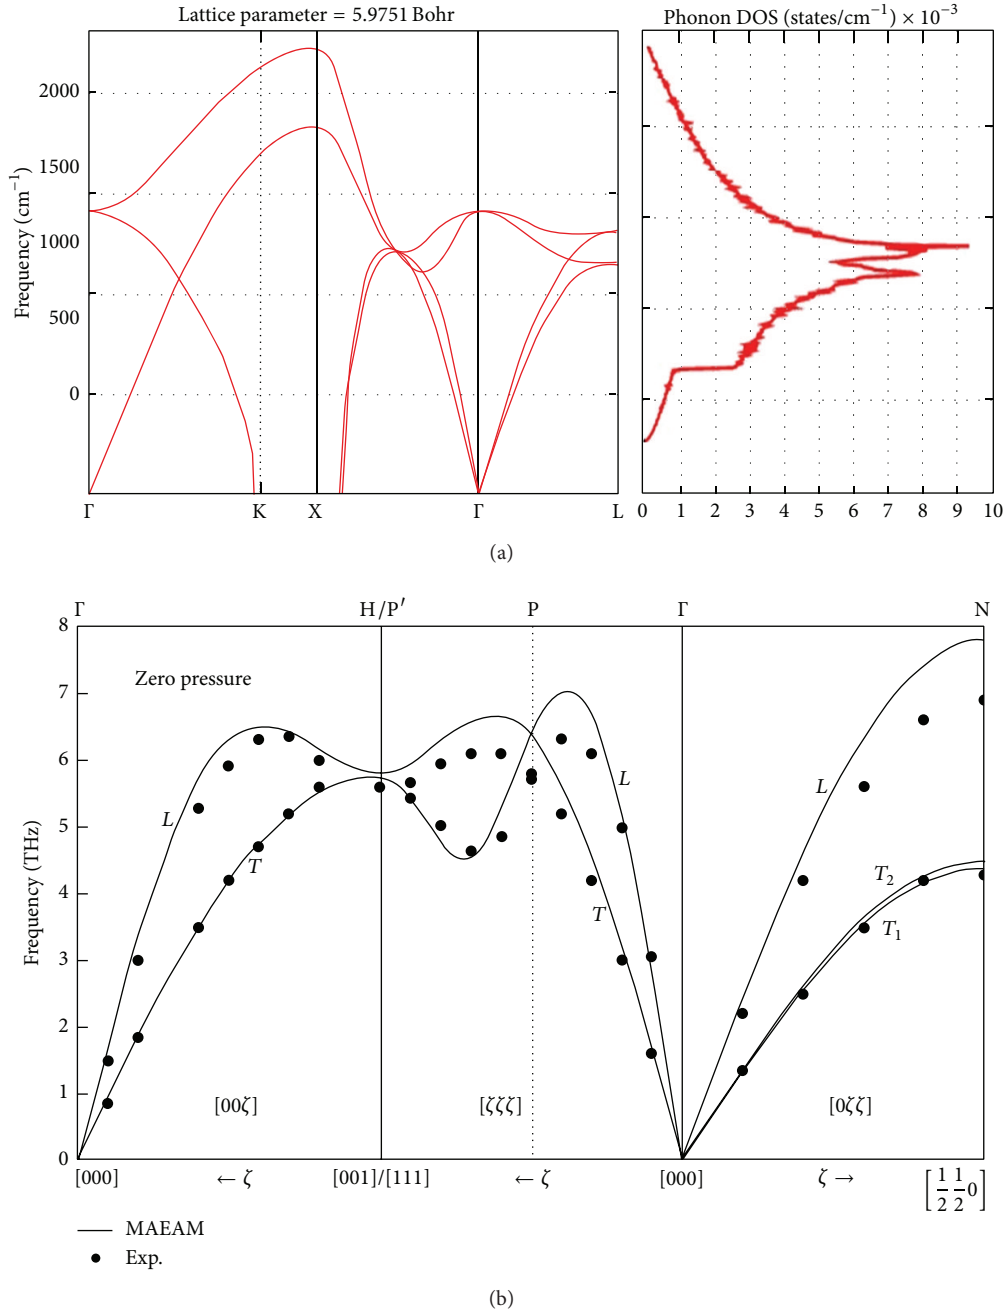 Lattice parameter = 5.9751 Bohr
Phonon DOS (states/cm⁻¹) × 10⁻³
Frequency (cm⁻¹)
2000
1500
1000
500
0
Γ K X Γ L
0 1 2 3 4 5 6 7 8 9 10
(a)
Γ H/P′ P Γ N
Frequency (THz)
8
7
6
5
4
3
2
1
0
Zero pressure
L
T
L
T
L
T₂
T₁
[00ζ] [ζζζ] [0ζζ]
[000] ← ζ [001]/[111] ← ζ [000] ζ → [1/2 1/2 0]
MAEAM
Exp.
(b)